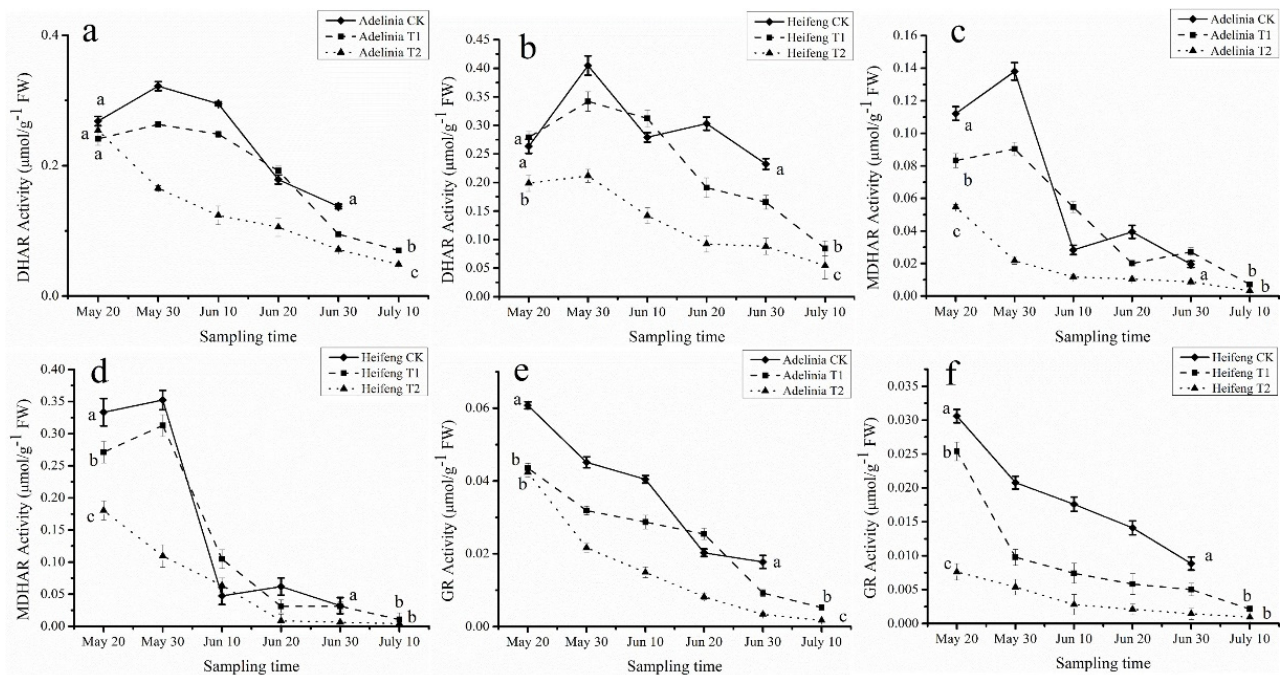 a
Adelinia CK
Adelinia T1
Adelinia T2
DHAR Activity (μmol/g⁻¹ FW)
0.4
0.2
0.0
a
a
a
a
b
c
May 20 May 30 Jun 10 Jun 20 Jun 30 July 10
Sampling time
b
Heifeng CK
Heifeng T1
Heifeng T2
DHAR Activity (μmol/g⁻¹ FW)
0.45
0.40
0.35
0.30
0.25
0.20
0.15
0.10
0.05
0.00
a
a
b
a
b
c
May 20 May 30 Jun 10 Jun 20 Jun 30 July 10
Sampling time
c
Adelinia CK
Adelinia T1
Adelinia T2
MDHAR Activity (μmol/g⁻¹ FW)
0.16
0.14
0.12
0.10
0.08
0.06
0.04
0.02
0.00
a
b
c
a
b
b
May 20 May 30 Jun 10 Jun 20 Jun 30 July 10
Sampling time
d
Heifeng CK
Heifeng T1
Heifeng T2
MDHAR Activity (μmol/g⁻¹ FW)
0.40
0.35
0.30
0.25
0.20
0.15
0.10
0.05
0.00
a
b
c
a
b
b
May 20 May 30 Jun 10 Jun 20 Jun 30 July 10
Sampling time
e
Adelinia CK
Adelinia T1
Adelinia T2
GR Activity (μmol/g⁻¹ FW)
0.06
0.04
0.02
0.00
a
b
b
a
b
c
May 20 May 30 Jun 10 Jun 20 Jun 30 July 10
Sampling time
f
Heifeng CK
Heifeng T1
Heifeng T2
GR Activity (μmol/g⁻¹ FW)
0.035
0.030
0.025
0.020
0.015
0.010
0.005
0.000
a
b
c
a
b
b
May 20 May 30 Jun 10 Jun 20 Jun 30 July 10
Sampling time